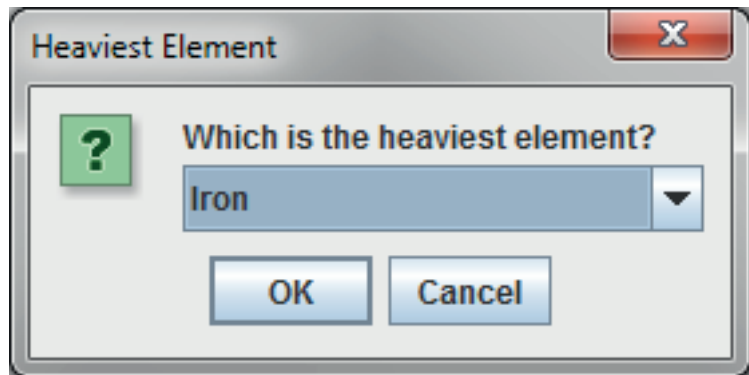 Heaviest Element
Which is the heaviest element?
Iron
OK Cancel